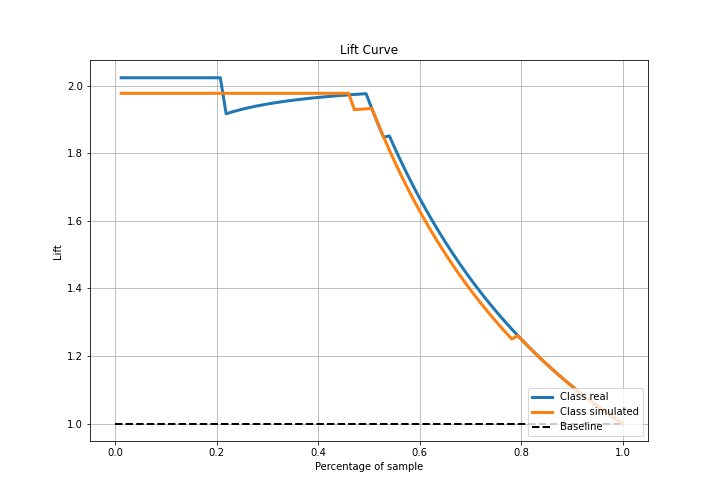 Lift Curve
Lift
2.0
1.8
1.6
1.4
1.2
1.0
0.0 0.2 0.4 0.6 0.8 1.0
Percentage of sample
Class real
Class simulated
Baseline